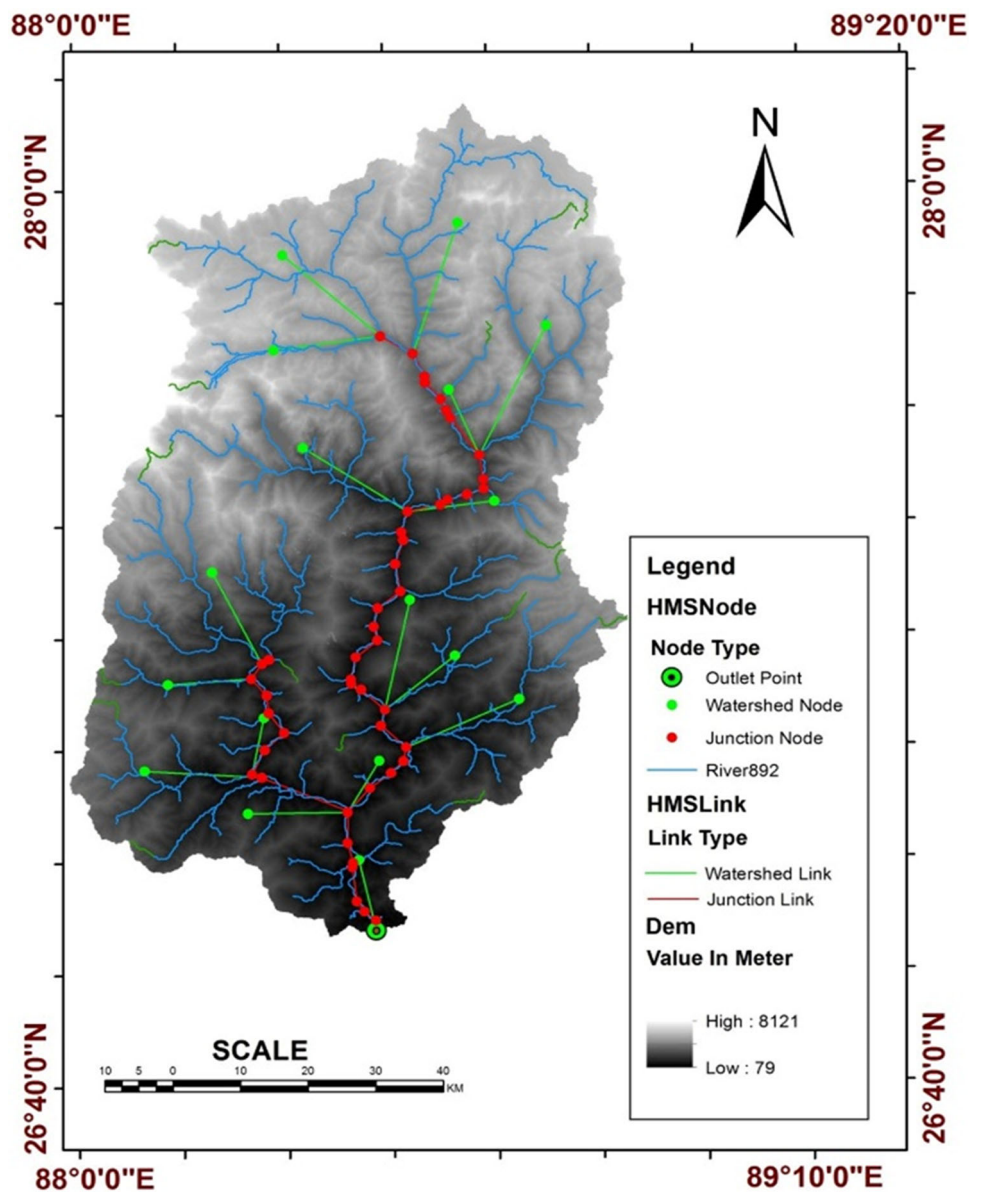 88°0'0"E 89°20'0"E
N
28°0'0"N 28°0'0"N
Legend
HMSNode
Node Type
Outlet Point
Watershed Node
Junction Node
River892
HMSLink
Link Type
Watershed Link
Junction Link
Dem
Value In Meter
High : 8121
Low : 79
SCALE
10 5 0 10 20 30 40
KM
26°40'0"N 26°40'0"N
88°0'0"E 89°10'0"E